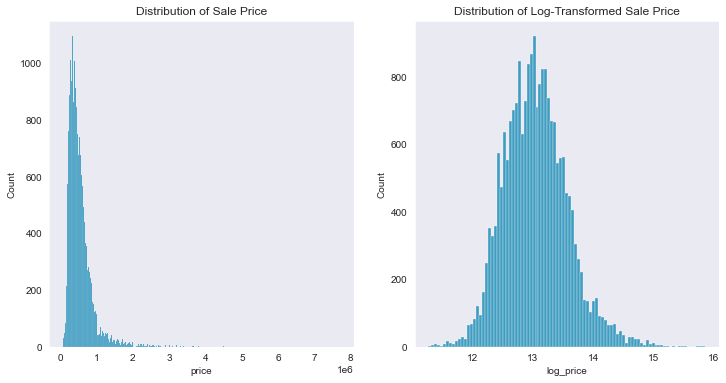 Distribution of Sale Price
Count
1000
800
600
400
200
0
0 1 2 3 4 5 6 7 8
1e6
price
Distribution of Log-Transformed Sale Price
Count
800
600
400
200
0
12 13 14 15 16
log_price